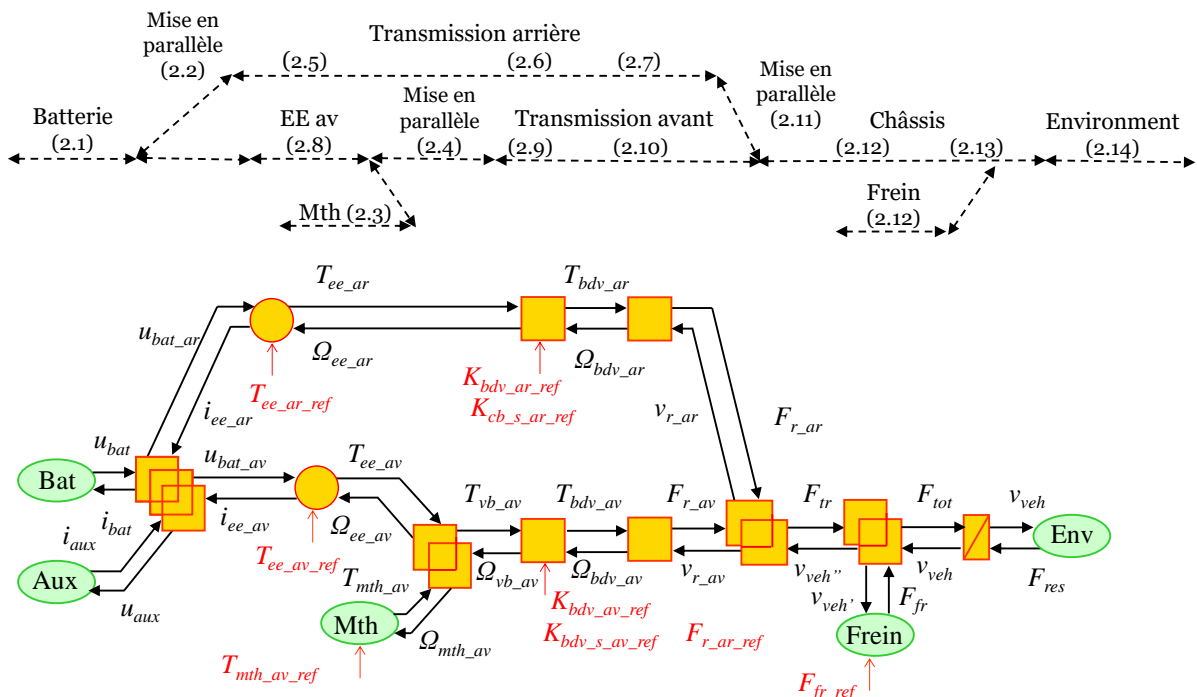 Mise en
parallèle
(2.2)
Transmission arrière
(2.5)
(2.6)
(2.7)
Mise en
parallèle
(2.11)
Batterie
(2.1)
EE av
(2.8)
Mise en
parallèle
(2.4)
Transmission avant
(2.9)
(2.10)
Châssis
(2.12)
(2.13)
Environment
(2.14)
Mth (2.3)
Frein
(2.12)
T_ee_ar
T_bdv_ar
u_bat_ar
Ω_ee_ar
Ω_bdv_ar
T_ee_ar_ref
K_bdv_ar_ref
K_cb_s_ar_ref
i_ee_ar
v_r_ar
F_r_ar
u_bat
u_bat_av
T_ee_av
T_vb_av
T_bdv_av
F_r_av
F_tr
F_tot
v_veh
Bat
Env
i_bat
i_ee_av
Ω_ee_av
i_aux
T_ee_av_ref
Ω_vb_av
Ω_bdv_av
v_r_av
v_veh''
v_veh
F_res
Aux
T_mth_av
v_veh'
F_fr
u_aux
Mth
K_bdv_av_ref
Frein
Ω_mth_av
K_bdv_s_av_ref
F_r_ar_ref
T_mth_av_ref
F_fr_ref